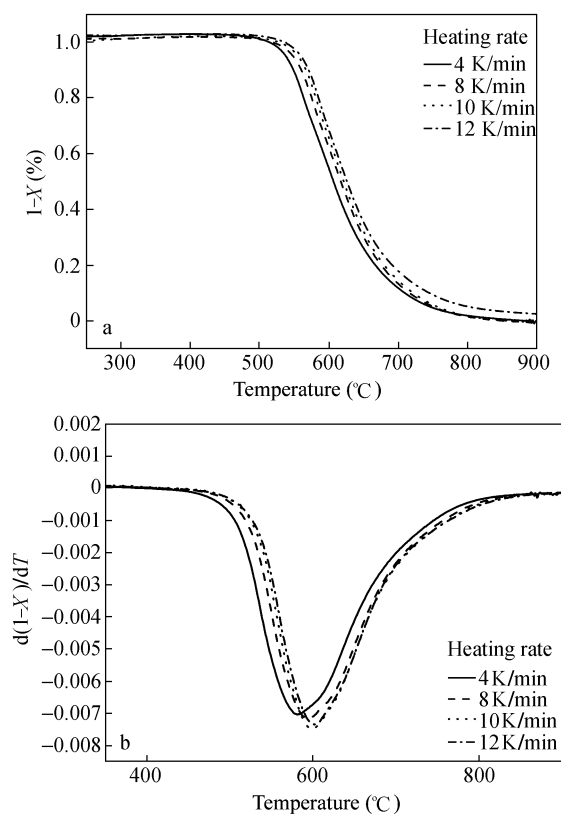 1.0
0.8
0.6
0.4
0.2
0
1–X (%)
Heating rate
4 K/min
8 K/min
10 K/min
12 K/min
a
300 400 500 600 700 800 900
Temperature (℃)
0.002
0.001
0
–0.001
–0.002
–0.003
–0.004
–0.005
–0.006
–0.007
–0.008
d(1–X)/dT
Heating rate
4 K/min
8 K/min
10 K/min
12 K/min
b
400 600 800
Temperature (℃)